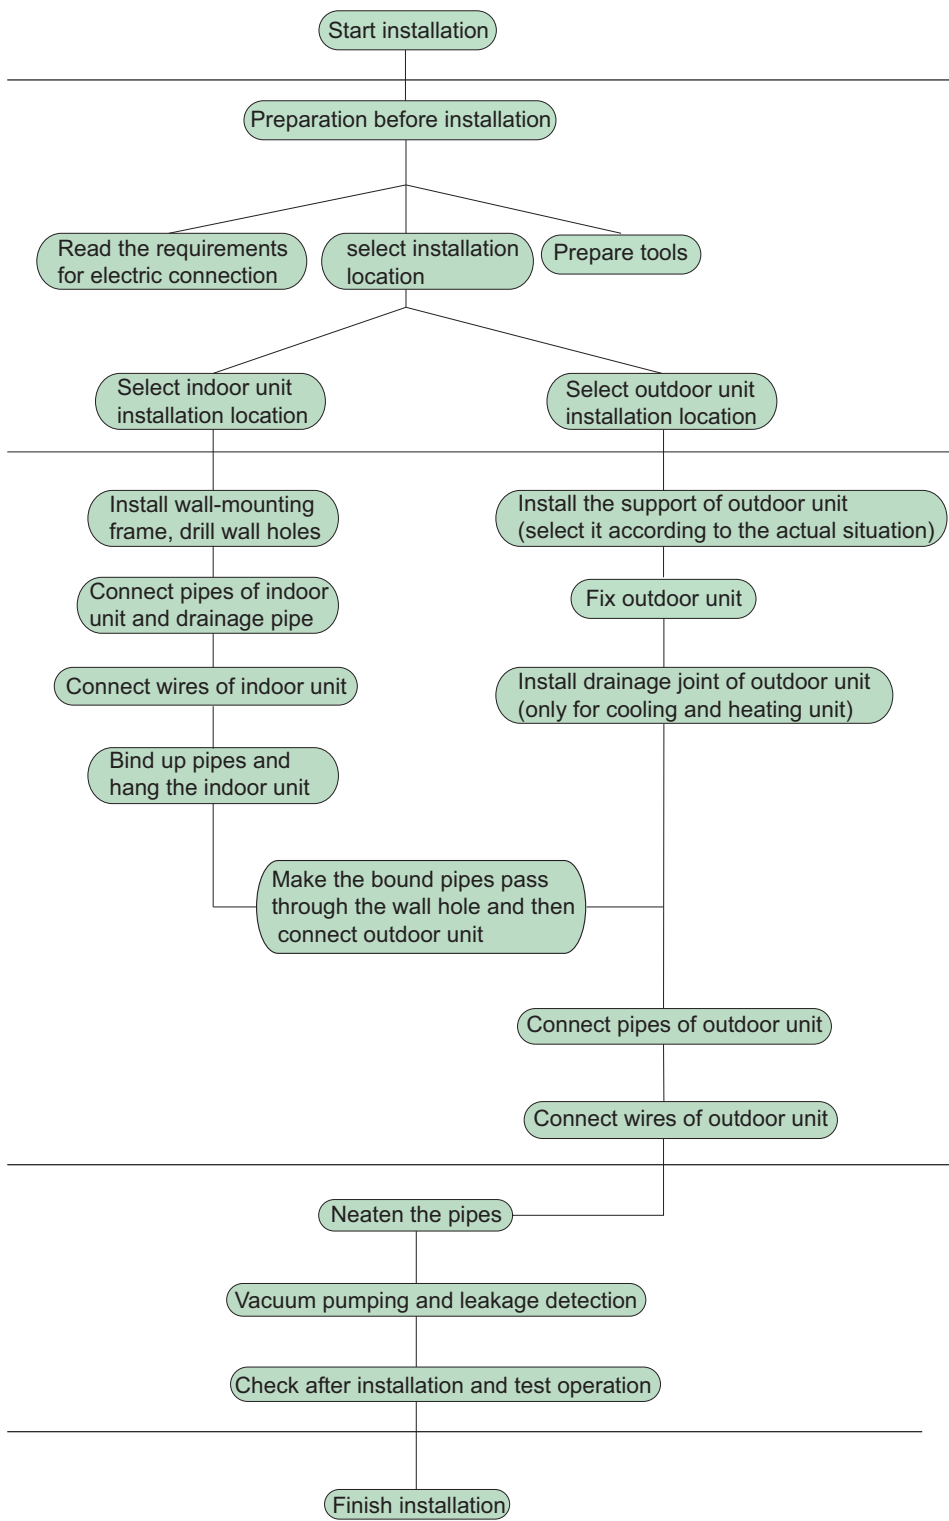 Start installation
Preparation before installation
Read the requirements
for electric connection
select installation
location
Prepare tools
Select indoor unit
installation location
Select outdoor unit
installation location
Install wall-mounting
frame, drill wall holes
Install the support of outdoor unit
(select it according to the actual situation)
Connect pipes of indoor
unit and drainage pipe
Fix outdoor unit
Connect wires of indoor unit
Install drainage joint of outdoor unit
(only for cooling and heating unit)
Bind up pipes and
hang the indoor unit
Make the bound pipes pass
through the wall hole and then
connect outdoor unit
Connect pipes of outdoor unit
Connect wires of outdoor unit
Neaten the pipes
Vacuum pumping and leakage detection
Check after installation and test operation
Finish installation